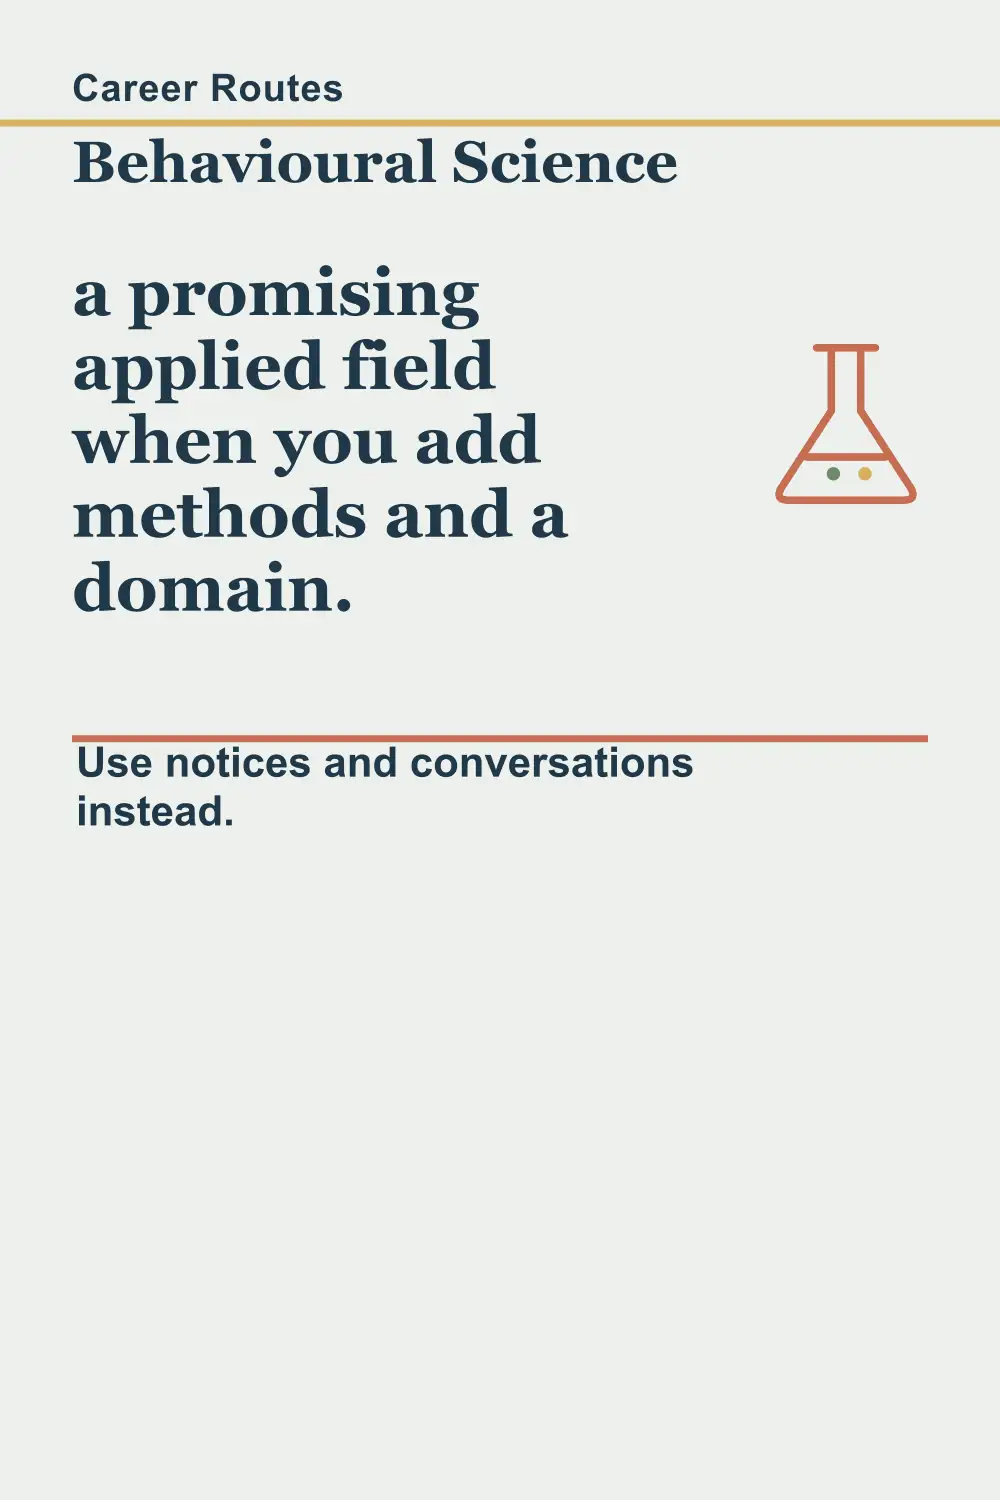 Career Routes
Behavioural Science
a promising
applied field
when you add
methods and a
domain.
Use notices and conversations
instead.